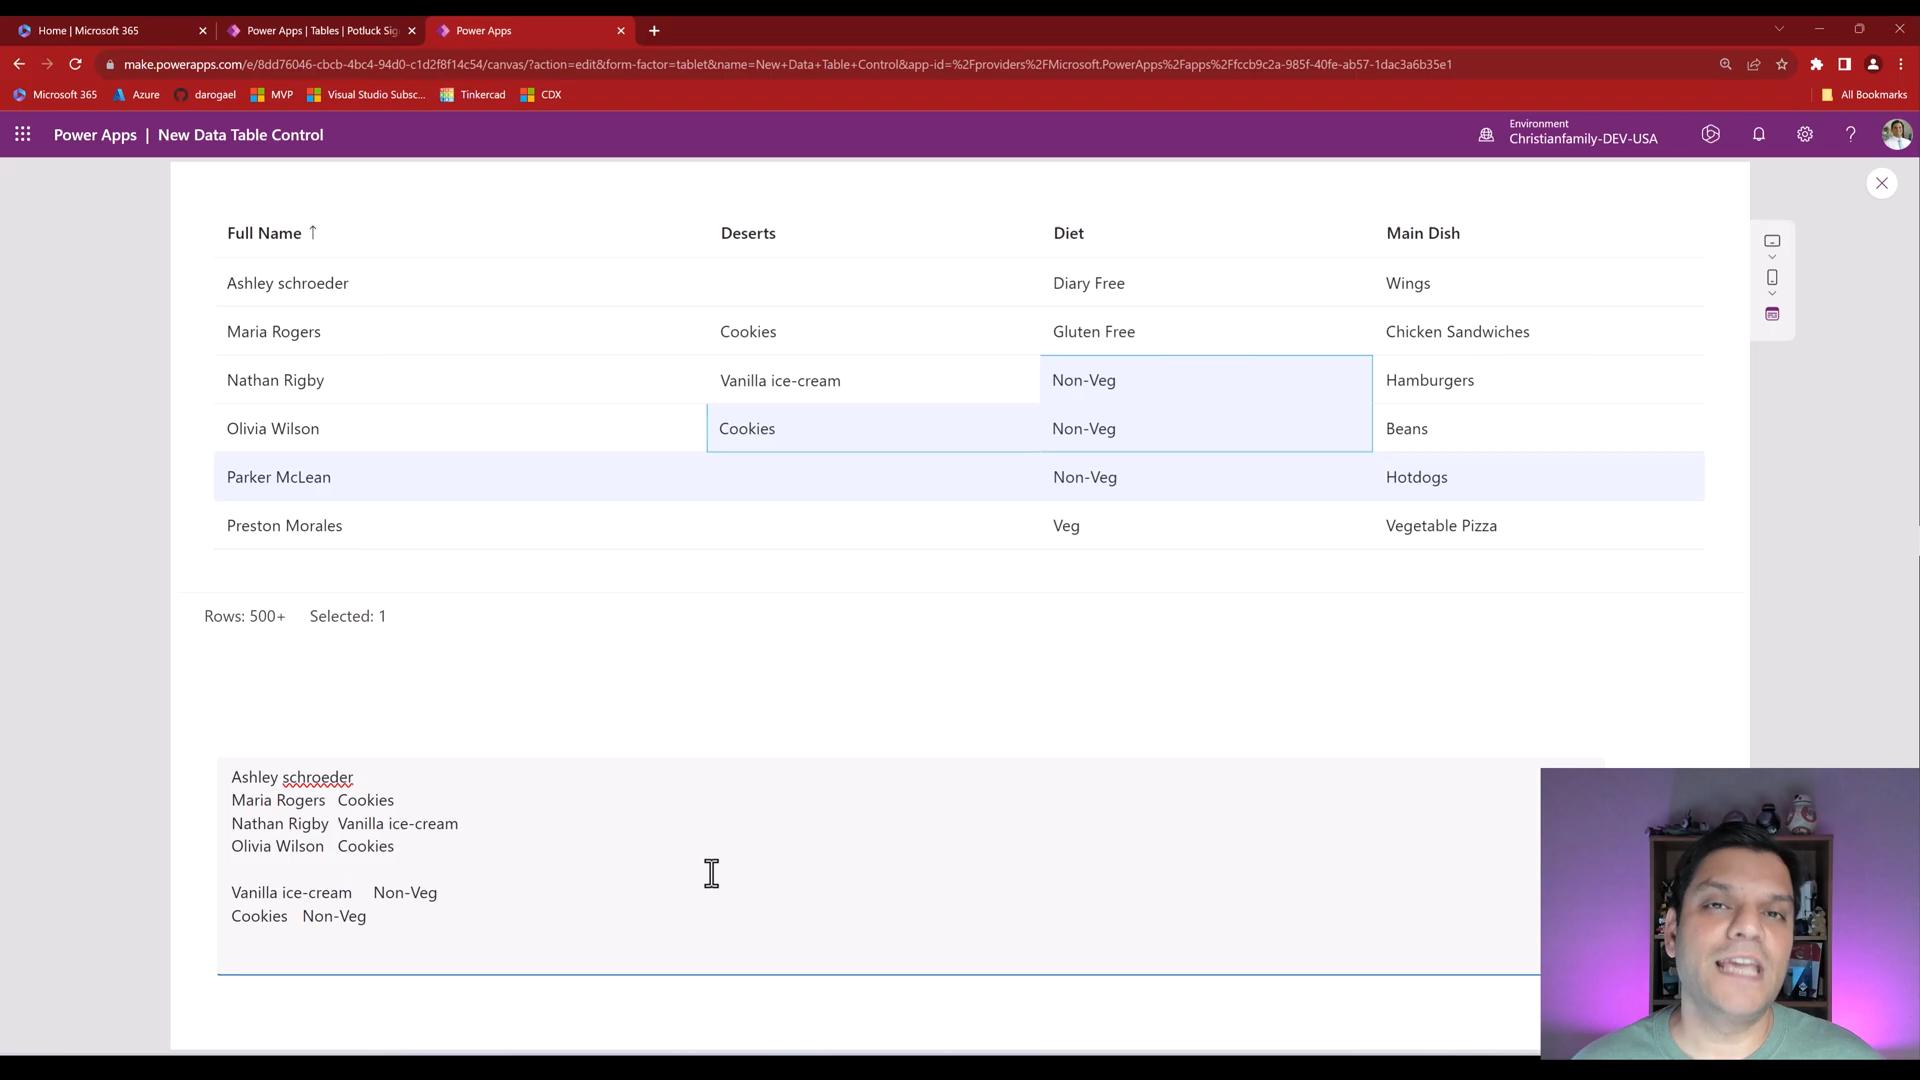 Home | Microsoft 365
Power Apps | Tables | Potluck Sig
Power Apps
make.powerapps.com/e/8dd76046-cbcb-4bc4-94d0-c1d2f8f14c54/canvas/?action=edit&form-factor=tablet&name=New+Data+Table+Control&app-id=%2Fproviders%2FMicrosoft.PowerApps%2Fapps%2Ffccb9c2a-985f-40fe-ab57-1dac3a6b35e1
Microsoft 365 Azure darogael MVP Visual Studio Subsc... Tinkercad CDX All Bookmarks
Power Apps | New Data Table Control
Environment
Christianfamily-DEV-USA
Full Name ↑ Deserts Diet Main Dish
Ashley schroeder Diary Free Wings
Maria Rogers Cookies Gluten Free Chicken Sandwiches
Nathan Rigby Vanilla ice-cream Non-Veg Hamburgers
Olivia Wilson Cookies Non-Veg Beans
Parker McLean Non-Veg Hotdogs
Preston Morales Veg Vegetable Pizza
Rows: 500+ Selected: 1
Ashley schroeder
Maria Rogers Cookies
Nathan Rigby Vanilla ice-cream
Olivia Wilson Cookies
Vanilla ice-cream Non-Veg
Cookies Non-Veg